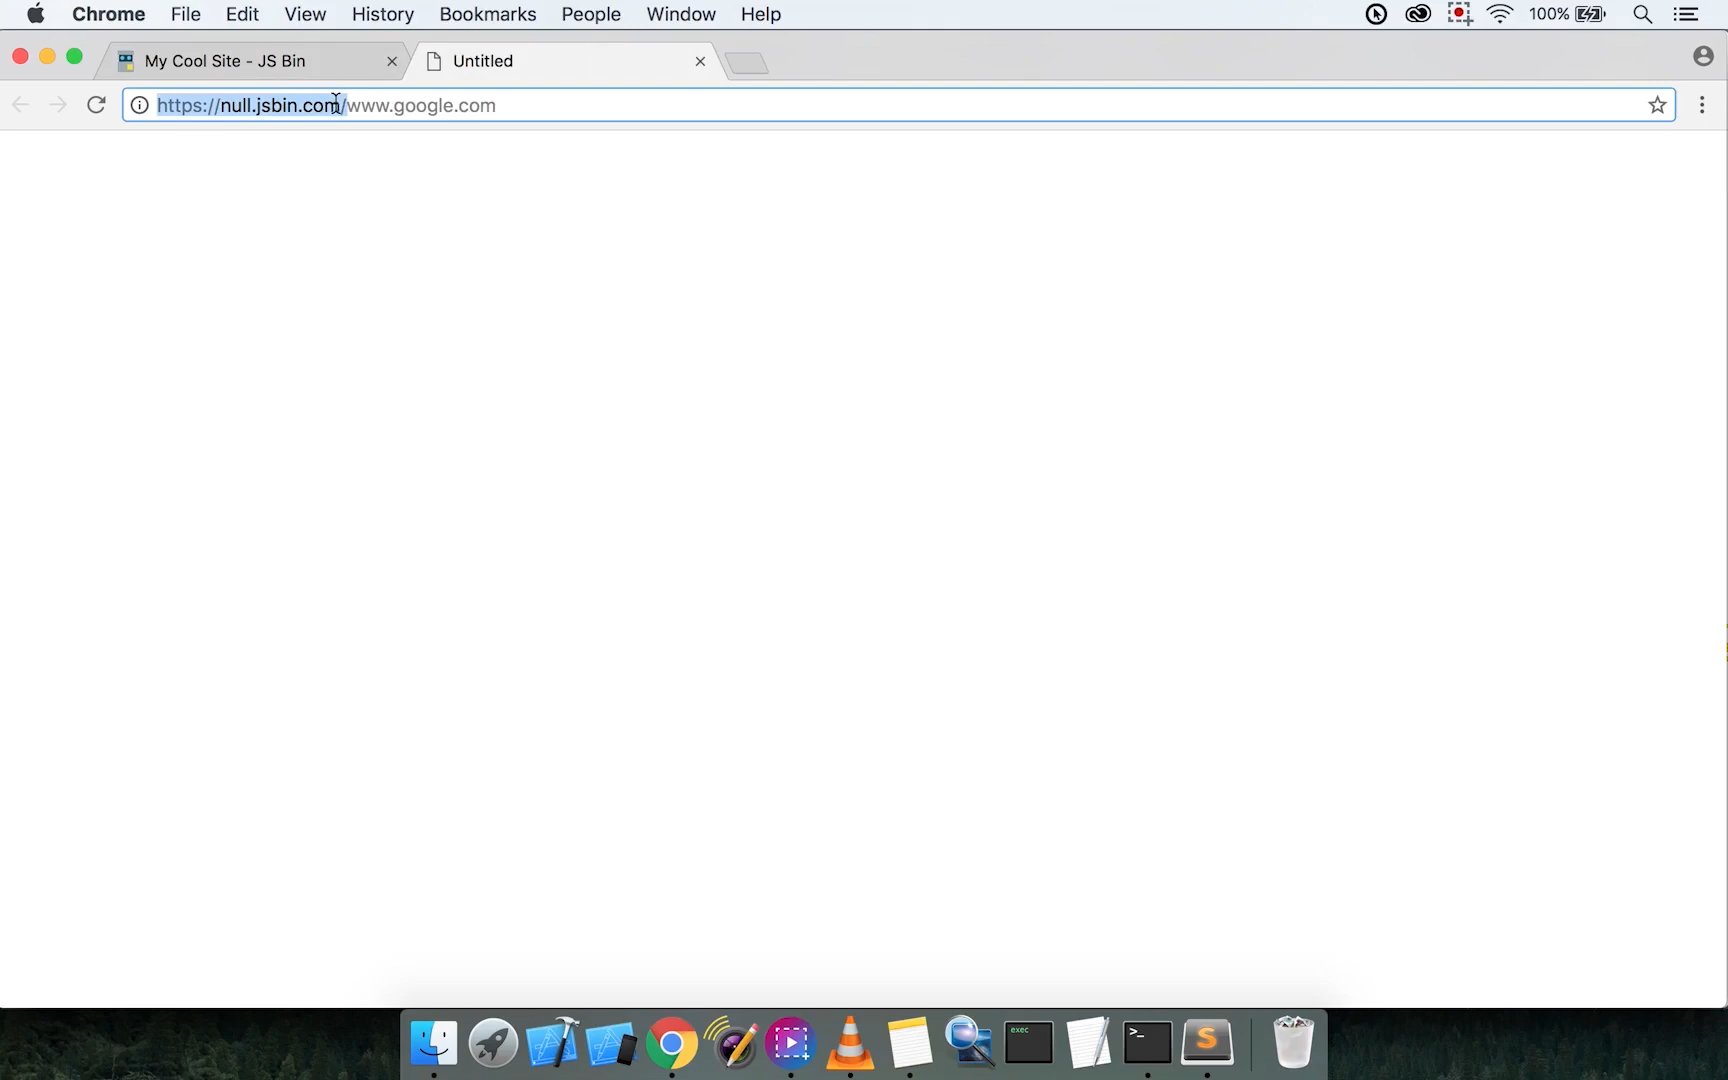 Chrome File Edit View History Bookmarks People Window Help 100%
My Cool Site - JS Bin Untitled
https://null.jsbin.com/www.google.com
exec
>_
S